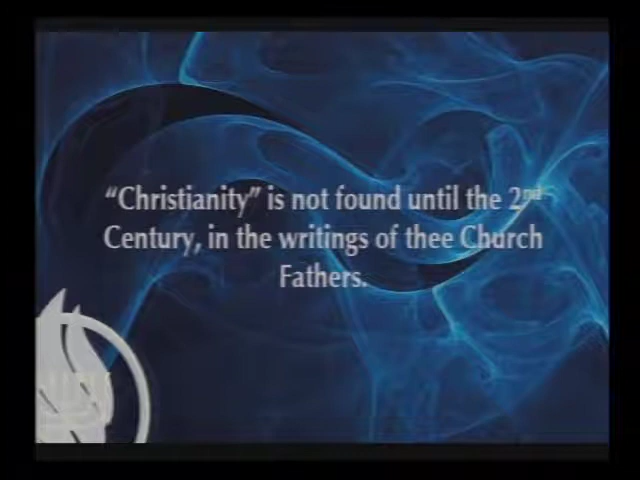 “Christianity” is not found until the 2nd
Century, in the writings of thee Church
Fathers.